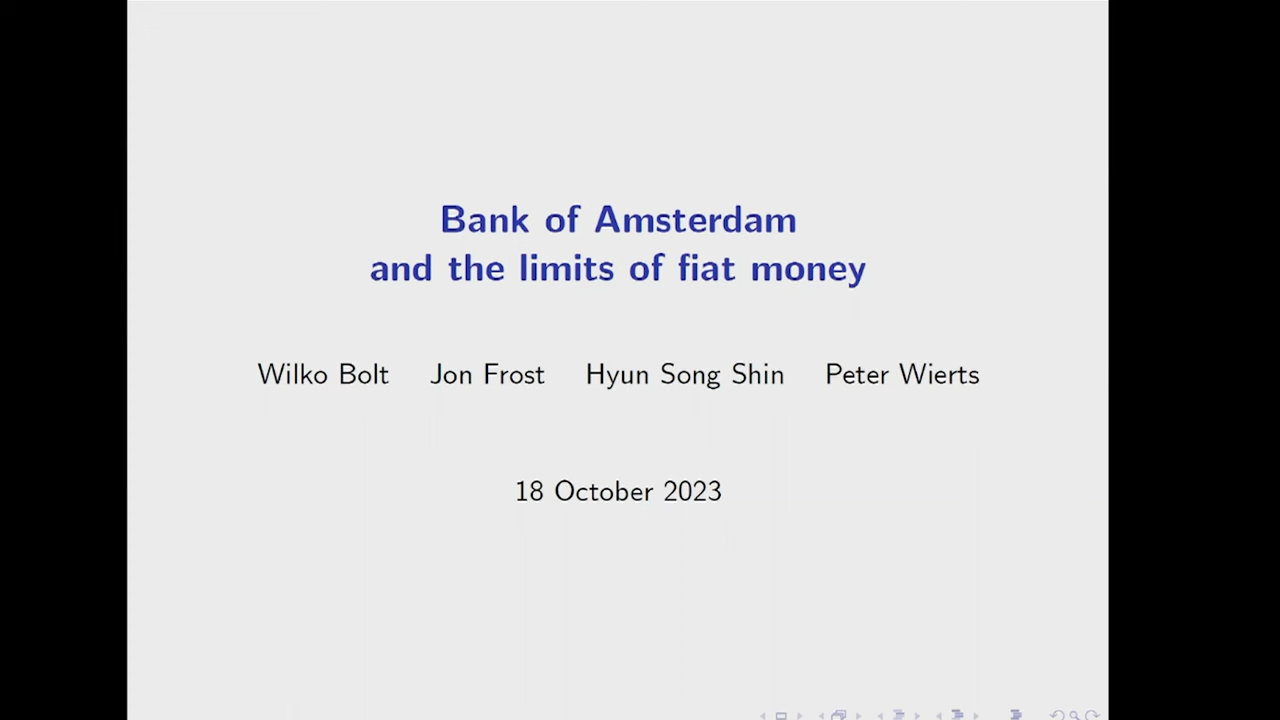 Bank of Amsterdam
and the limits of fiat money
Wilko Bolt Jon Frost Hyun Song Shin Peter Wierts
18 October 2023